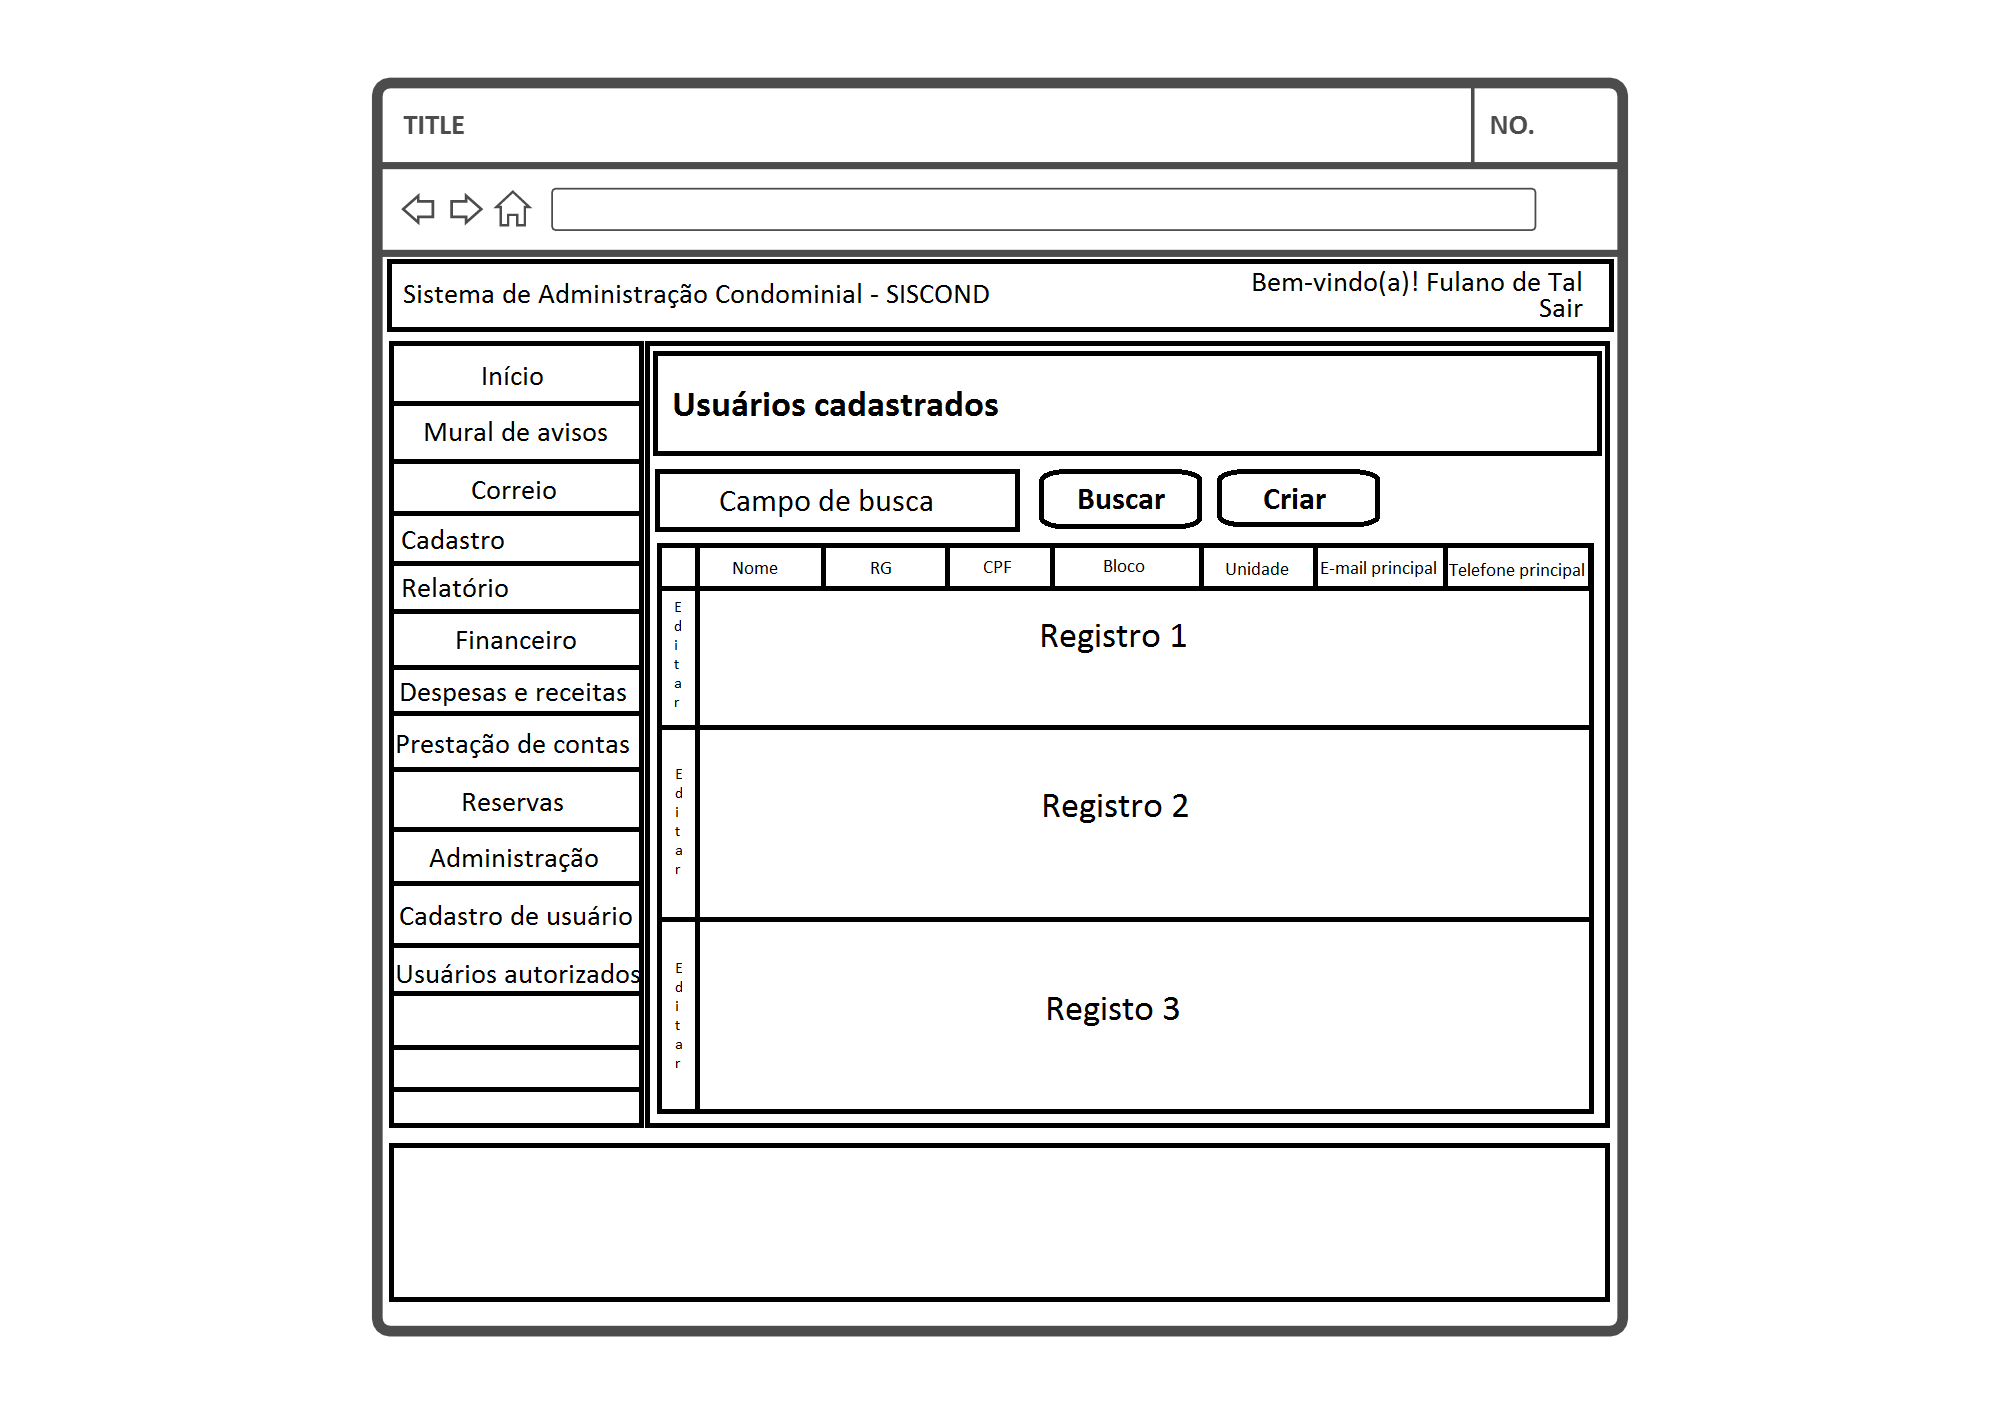 TITLE
NO.
Sistema de Administração Condominial - SISCOND
Bem-vindo(a)! Fulano de Tal
Sair
Início
Mural de avisos
Correio
Cadastro
Relatório
Financeiro
Despesas e receitas
Prestação de contas
Reservas
Administração
Cadastro de usuário
Usuários autorizados
Usuários cadastrados
Campo de busca
Buscar
Criar
Nome
RG
CPF
Bloco
Unidade
E-mail principal
Telefone principal
Editar
Registro 1
Editar
Registro 2
Editar
Registo 3